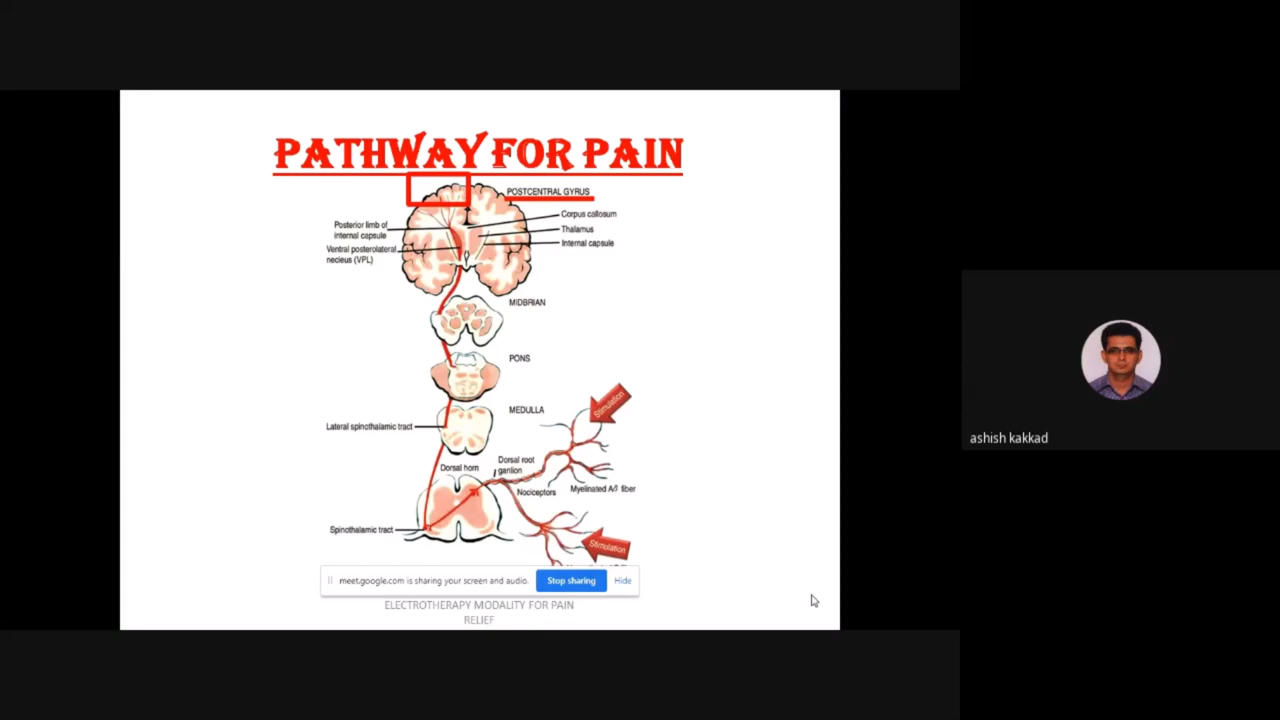 PATHWAY FOR PAIN
POSTCENTRAL GYRUS
Corpus callosum
Posterior limb of
internal capsule
Thalamus
Ventral posterolateral
necieus (VPL)
Internal capsule
MIDBRIAN
PONS
Stimulation
MEDULLA
Lateral spinothalamic tract
Dorsal horn
Dorsal root
ganlion
Nociceptors
Myelinated Aβ fiber
Spinothalamic tract
Stimulation
meet.google.com is sharing your screen and audio.
Stop sharing
Hide
ELECTROTHERAPY MODALITY FOR PAIN
RELIEF
ashish kakkad